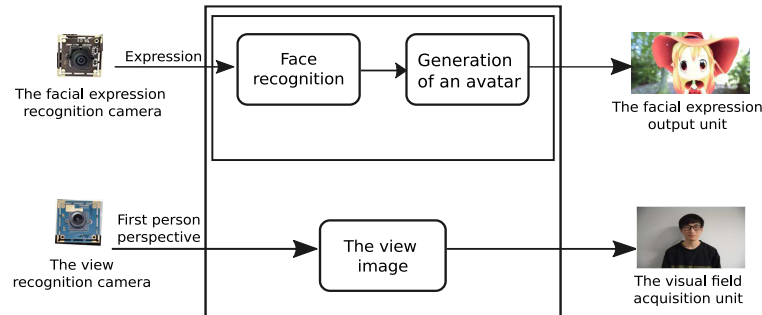 Expression
The facial expression
recognition camera
Face
recognition
Generation
of an avatar
The facial expression
output unit
First person
perspective
The view
recognition camera
The view
image
The visual field
acquisition unit